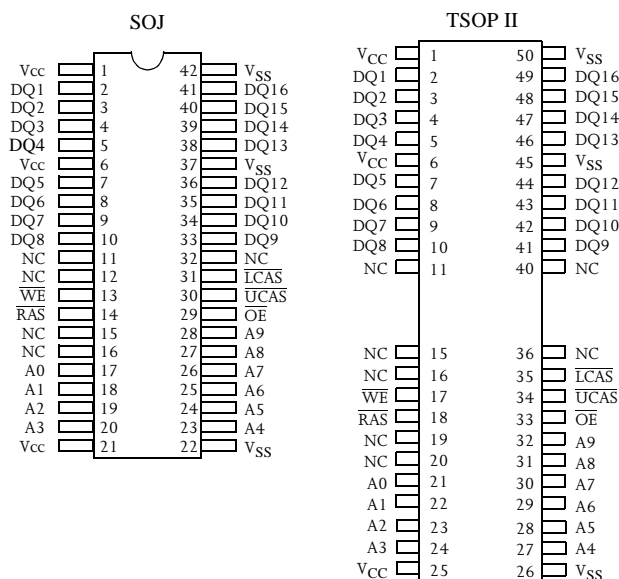 SOJ
Vcc 1 42 VSS
DQ1 2 41 DQ16
DQ2 3 40 DQ15
DQ3 4 39 DQ14
DQ4 5 38 DQ13
Vcc 6 37 VSS
DQ5 7 36 DQ12
DQ6 8 35 DQ11
DQ7 9 34 DQ10
DQ8 10 33 DQ9
NC 11 32 NC
NC 12 31 LCAS
WE 13 30 UCAS
RAS 14 29 OE
NC 15 28 A9
NC 16 27 A8
A0 17 26 A7
A1 18 25 A6
A2 19 24 A5
A3 20 23 A4
Vcc 21 22 VSS
TSOP II
VCC 1 50 VSS
DQ1 2 49 DQ16
DQ2 3 48 DQ15
DQ3 4 47 DQ14
DQ4 5 46 DQ13
VCC 6 45 VSS
DQ5 7 44 DQ12
DQ6 8 43 DQ11
DQ7 9 42 DQ10
DQ8 10 41 DQ9
NC 11 40 NC
NC 15 36 NC
NC 16 35 LCAS
WE 17 34 UCAS
RAS 18 33 OE
NC 19 32 A9
NC 20 31 A8
A0 21 30 A7
A1 22 29 A6
A2 23 28 A5
A3 24 27 A4
VCC 25 26 VSS